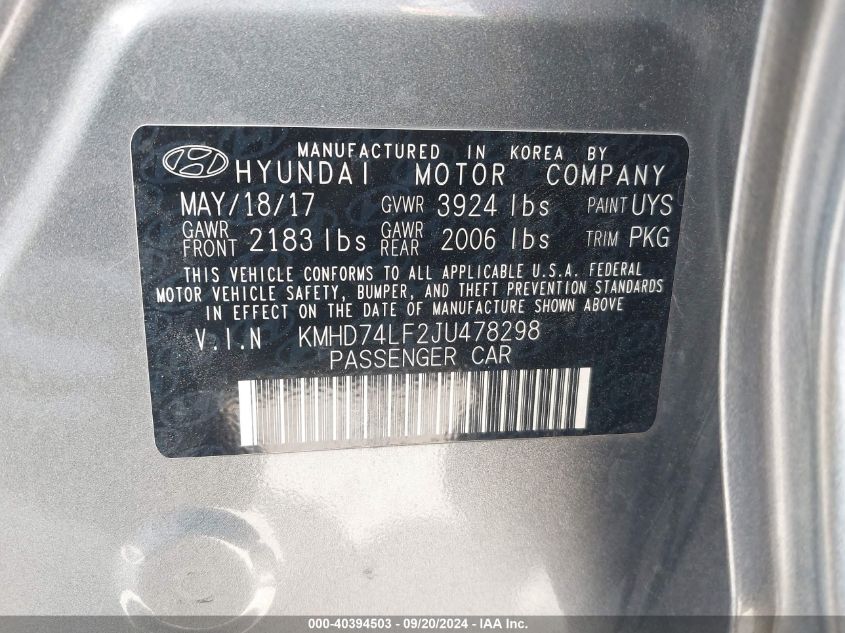 MANUFACTURED IN KOREA BY
HYUNDAI MOTOR COMPANY
MAY/18/17 GVWR 3924 lbs PAINT UYS
GAWR FRONT 2183 lbs GAWR REAR 2006 lbs TRIM PKG
THIS VEHICLE CONFORMS TO ALL APPLICABLE U.S.A. FEDERAL
MOTOR VEHICLE SAFETY, BUMPER, AND THEFT PREVENTION STANDARDS
IN EFFECT ON THE DATE OF MANUFACTURE SHOWN ABOVE
V.I.N KMHD74LF2JU478298
PASSENGER CAR
000-40394503 - 09/20/2024 - IAA Inc.